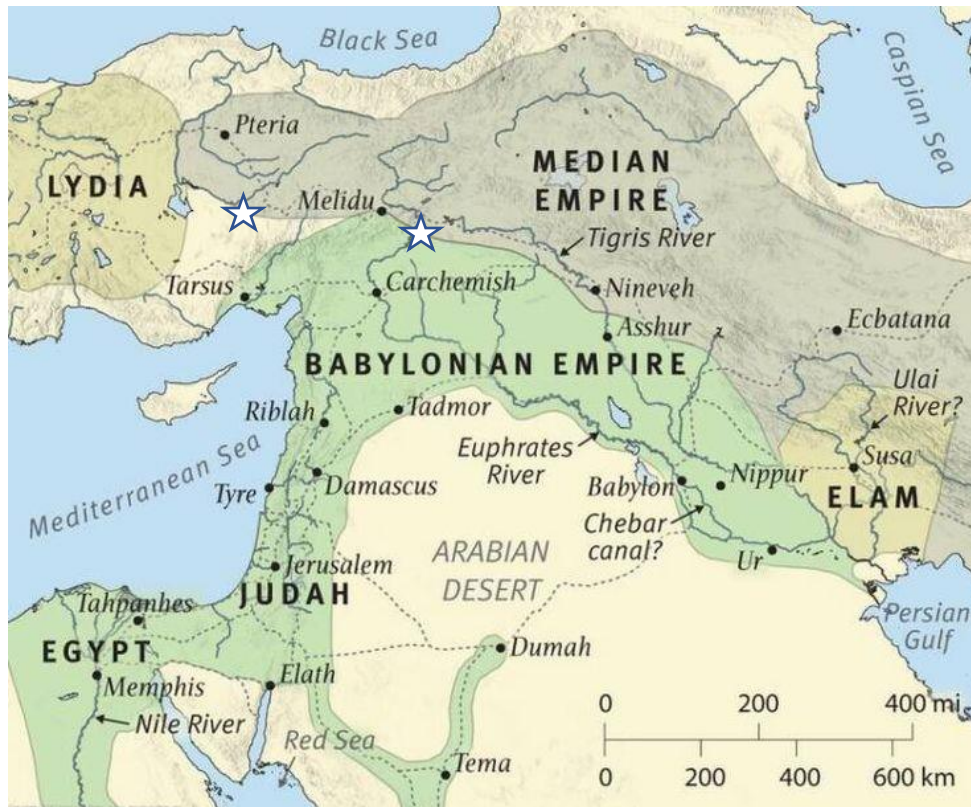 Black Sea
Caspian Sea
Pteria
MEDIAN
EMPIRE
LYDIA
Melidu
Tigris River
Tarsus
Carchemish
Nineveh
Asshur
Ecbatana
BABYLONIAN EMPIRE
Ulai
River?
Riblah
Tadmor
Euphrates
River
Susa
Mediterranean Sea
Tyre
Damascus
Babylon
Nippur
ELAM
Chebar
canal?
ARABIAN
DESERT
Ur
Jerusalem
JUDAH
Tahpanhes
Persian
Gulf
EGYPT
Dumah
Memphis
Elath
Nile River
Red Sea
Tema
0 200 400 mi
0 200 400 600 km